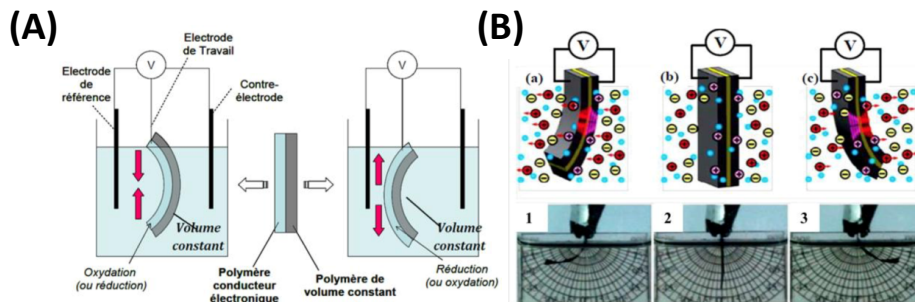 (A)
Electrode
de Travail
Electrode
de
référence
V
Contre-
électrode
Volume
constant
Volume
constant
Oxydation
(ou réduction)
Polymère
conducteur
électronique
Polymère de
volume constant
Réduction
(ou oxydation)
(B)
V
V
V
(a)
(b)
(c)
1
2
3